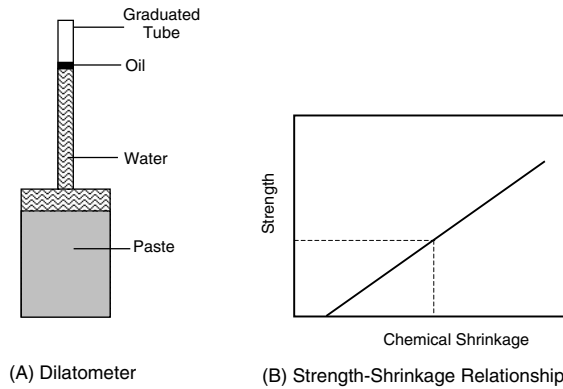 Graduated
Tube
Oil
Water
Paste
Strength
Chemical Shrinkage
(A) Dilatometer
(B) Strength-Shrinkage Relationship